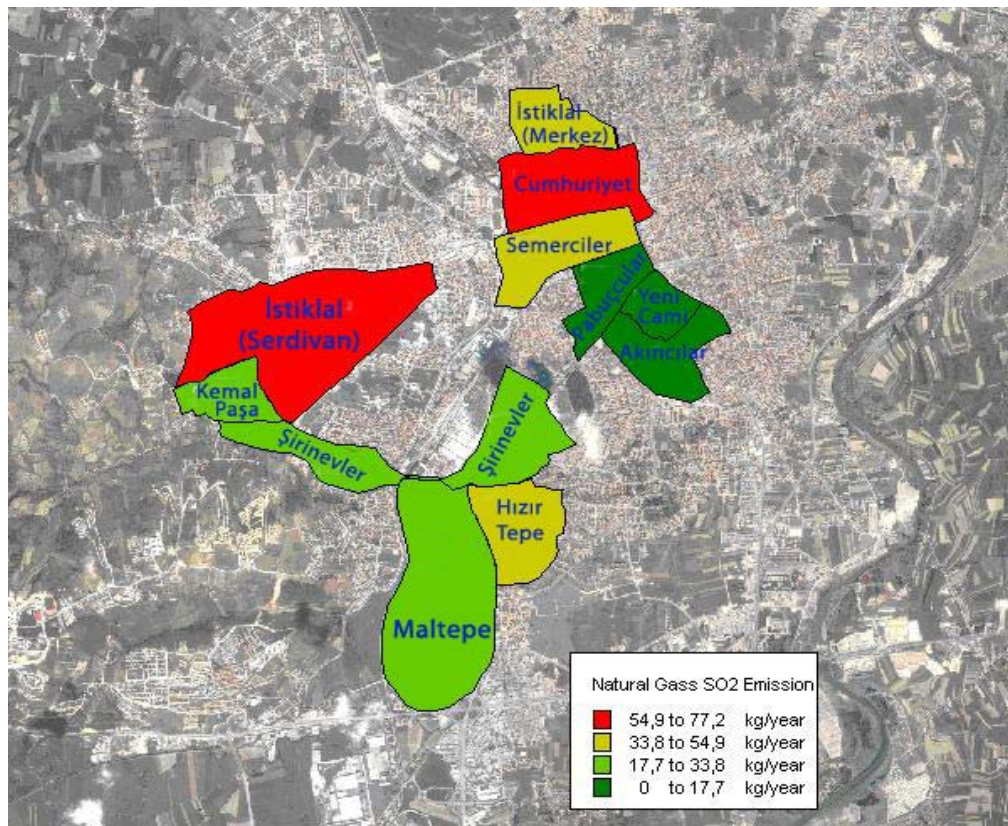 İstiklal
(Merkez)
Cumhuriyet
Semerciler
Pabuçcular
Yeni
Cami
Akıncılar
İstiklal
(Serdivan)
Kemal
Paşa
Şirinevler
Şirinevler
Hızır
Tepe
Maltepe
Natural Gass SO2 Emission
54,9 to 77,2 kg/year
33,8 to 54,9 kg/year
17,7 to 33,8 kg/year
0 to 17,7 kg/year